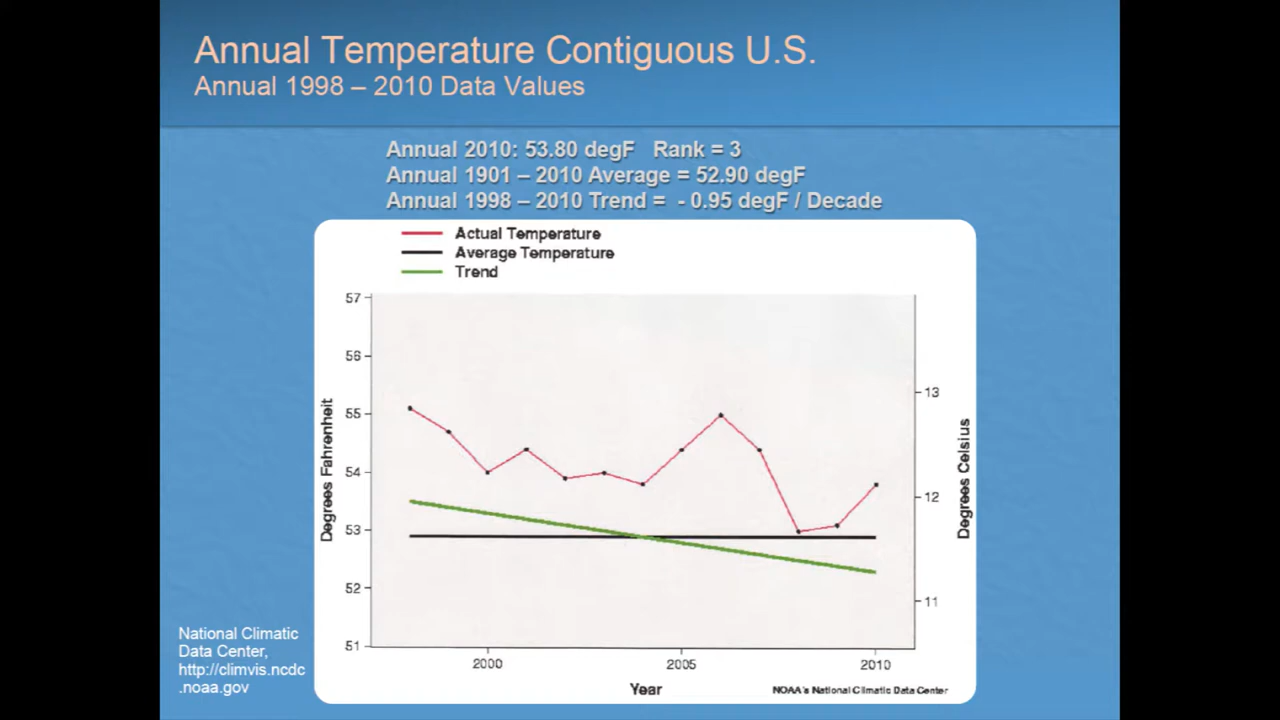 Annual Temperature Contiguous U.S.
Annual 1998 – 2010 Data Values
Annual 2010: 53.80 degF Rank = 3
Annual 1901 – 2010 Average = 52.90 degF
Annual 1998 – 2010 Trend = - 0.95 degF / Decade
Actual Temperature
Average Temperature
Trend
57
56
55
54
53
52
51
Degrees Fahrenheit
13
12
11
Degrees Celsius
2000
2005
2010
Year
NOAA's National Climatic Data Center
National Climatic
Data Center,
http://climvis.ncdc
.noaa.gov